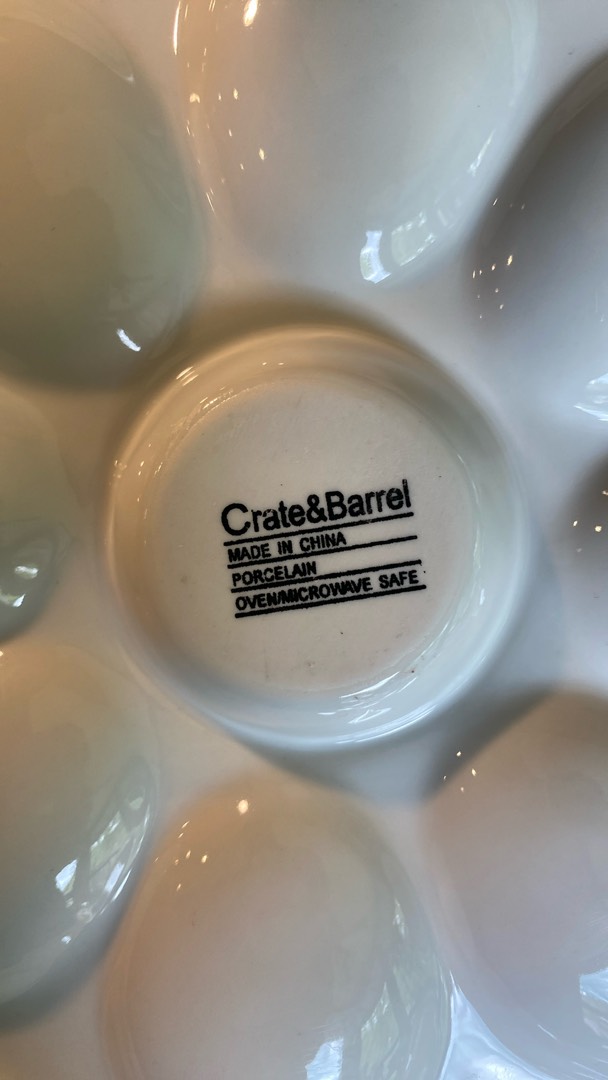 Crate&Barrel
MADE IN CHINA
PORCELAIN
OVEN/MICROWAVE SAFE